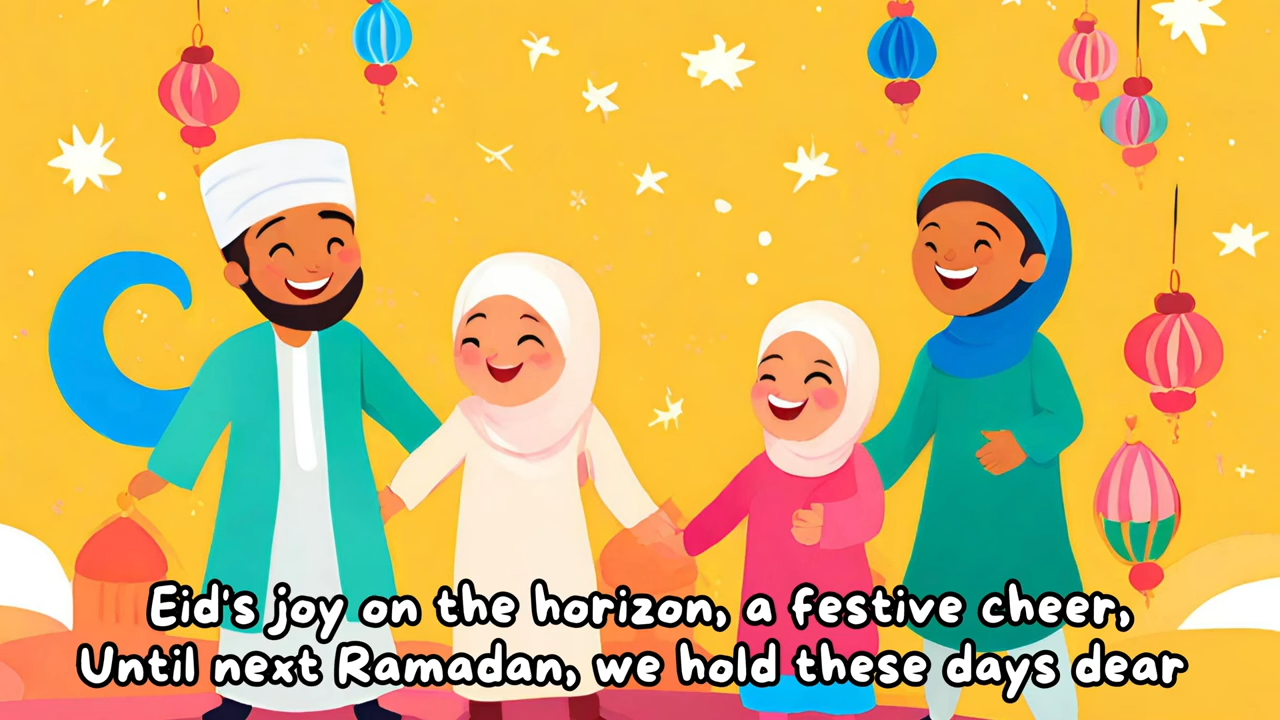 Eid's joy on the horizon, a festive cheer,
Until next Ramadan, we hold these days dear